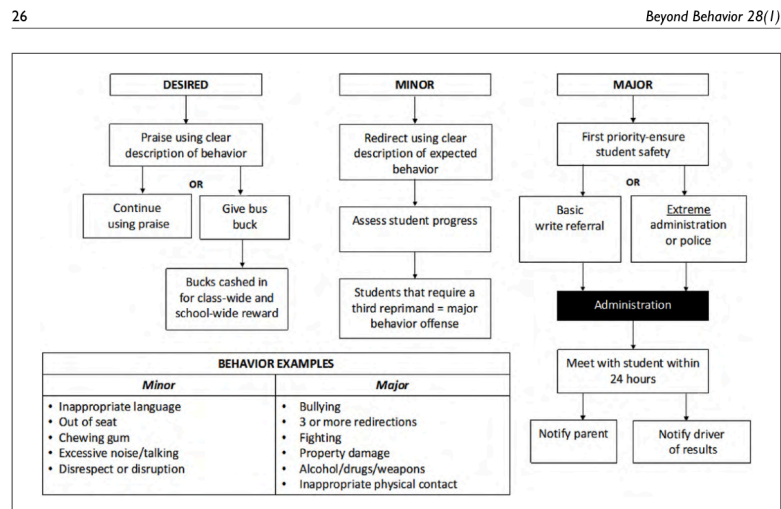 26
Beyond Behavior 28(1)
DESIRED
Praise using clear
description of behavior
OR
Continue
using praise
Give bus
buck
Bucks cashed in
for class-wide and
school-wide reward
MINOR
Redirect using clear
description of expected
behavior
Assess student progress
Students that require a
third reprimand = major
behavior offense
MAJOR
First priority-ensure
student safety
OR
Basic
write referral
Extreme
administration
or police
Administration
Meet with student within
24 hours
Notify parent
Notify driver
of results
BEHAVIOR EXAMPLES
Minor
• Inappropriate language
• Out of seat
• Chewing gum
• Excessive noise/talking
• Disrespect or disruption
Major
• Bullying
• 3 or more redirections
• Fighting
• Property damage
• Alcohol/drugs/weapons
• Inappropriate physical contact